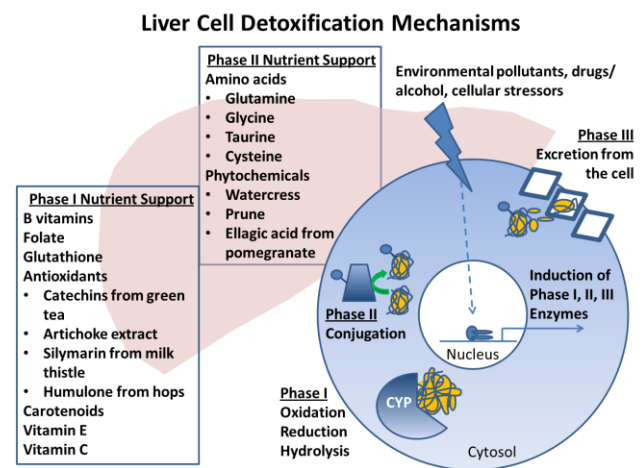 Liver Cell Detoxification Mechanisms
Phase II Nutrient Support
Amino acids
• Glutamine
• Glycine
• Taurine
• Cysteine
Phytochemicals
• Watercress
• Prune
• Ellagic acid from
pomegranate
Phase I Nutrient Support
B vitamins
Folate
Glutathione
Antioxidants
• Catechins from green
tea
• Artichoke extract
• Silymarin from milk
thistle
• Humulone from hops
Carotenoids
Vitamin E
Vitamin C
Environmental pollutants, drugs/
alcohol, cellular stressors
Phase III
Excretion from
the cell
Induction of
Phase I, II, III
Enzymes
Nucleus
Phase II
Conjugation
Phase I
Oxidation
Reduction
Hydrolysis
CYP
Cytosol